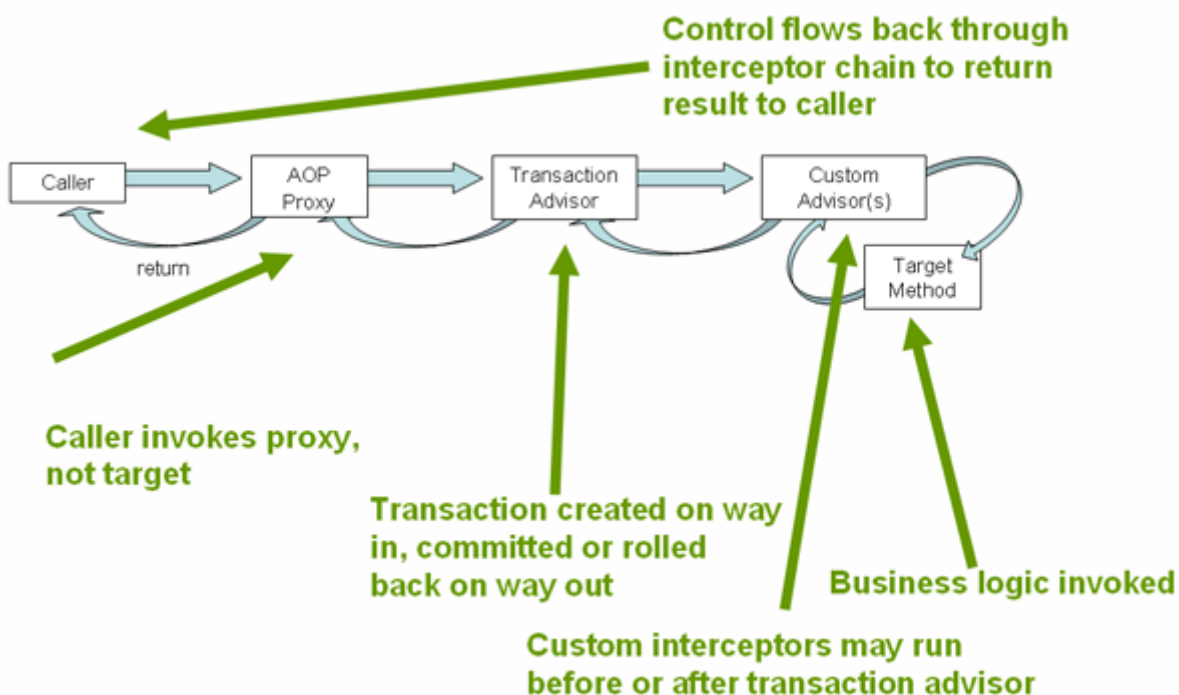 Control flows back through
interceptor chain to return
result to caller
Caller
AOP
Proxy
Transaction
Advisor
Custom
Advisor(s)
return
Target
Method
Caller invokes proxy,
not target
Transaction created on way
in, committed or rolled
back on way out
Business logic invoked
Custom interceptors may run
before or after transaction advisor